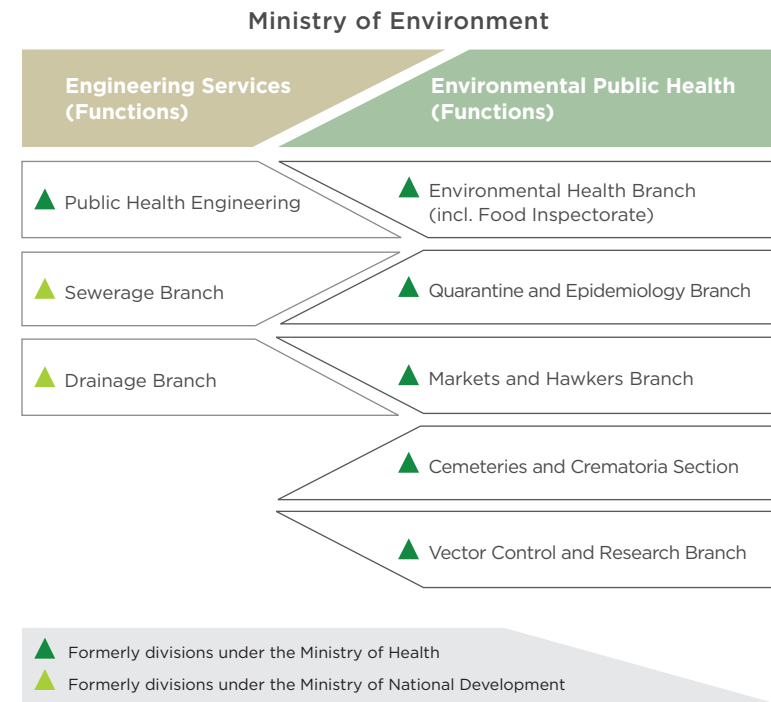 Ministry of Environment
Engineering Services
(Functions)
Environmental Public Health
(Functions)
Public Health Engineering
Sewerage Branch
Drainage Branch
Environmental Health Branch
(incl. Food Inspectorate)
Quarantine and Epidemiology Branch
Markets and Hawkers Branch
Cemeteries and Crematoria Section
Vector Control and Research Branch
Formerly divisions under the Ministry of Health
Formerly divisions under the Ministry of National Development